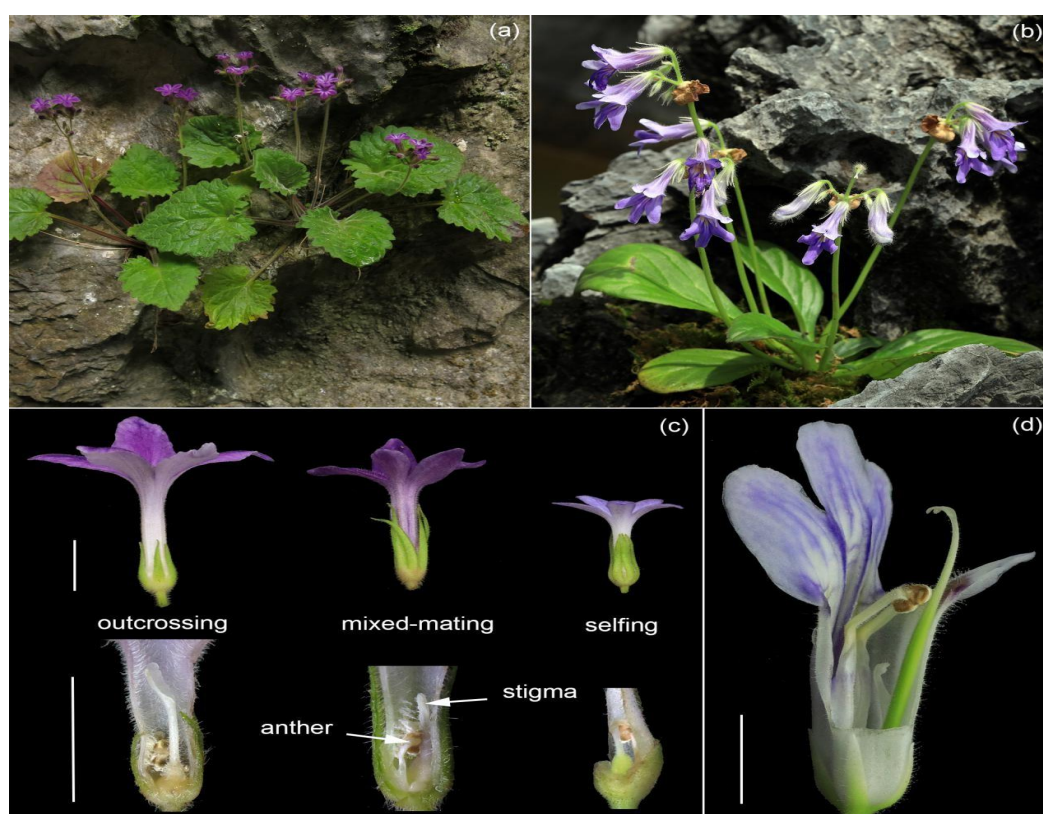 (a)
(b)
(c)
outcrossing
mixed-mating
selfing
stigma
anther
(d)